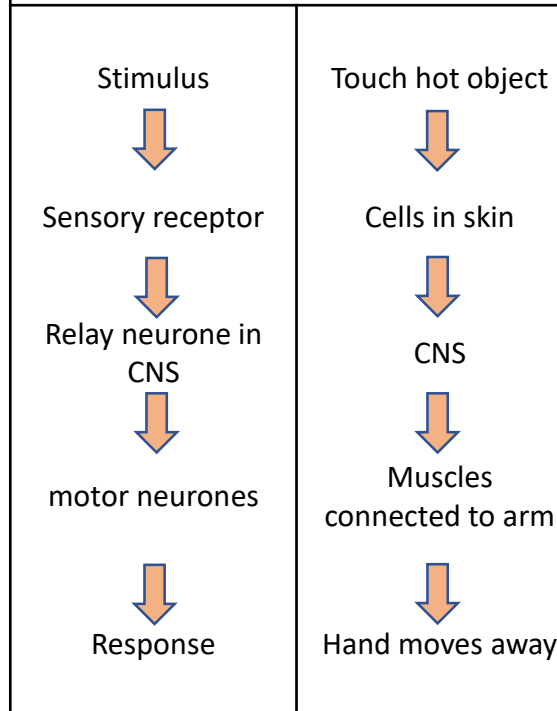 Stimulus
Sensory receptor
Relay neurone in
CNS
motor neurones
Response
Touch hot object
Cells in skin
CNS
Muscles
connected to arm
Hand moves away